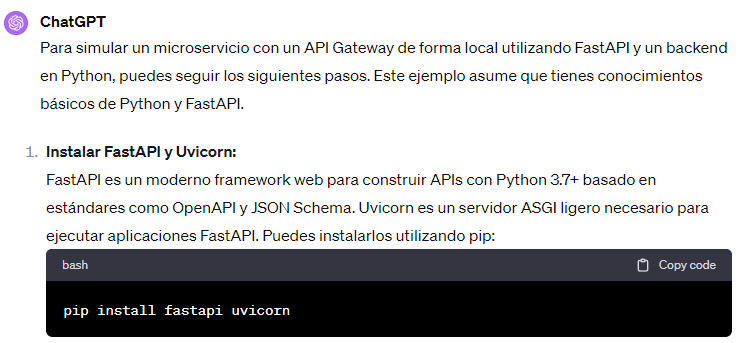 ChatGPT
Para simular un microservicio con un API Gateway de forma local utilizando FastAPI y un backend
en Python, puedes seguir los siguientes pasos. Este ejemplo asume que tienes conocimientos
básicos de Python y FastAPI.
1. Instalar FastAPI y Uvicorn:
FastAPI es un moderno framework web para construir APIs con Python 3.7+ basado en
estándares como OpenAPI y JSON Schema. Uvicorn es un servidor ASGI ligero necesario para
ejecutar aplicaciones FastAPI. Puedes instalarlos utilizando pip:
bash Copy code
pip install fastapi uvicorn